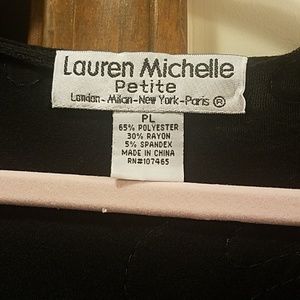 Lauren Michelle
Petite
London-Milan-New York-Paris ®
PL
65% POLYESTER
30% RAYON
5% SPANDEX
MADE IN CHINA
RN#107465